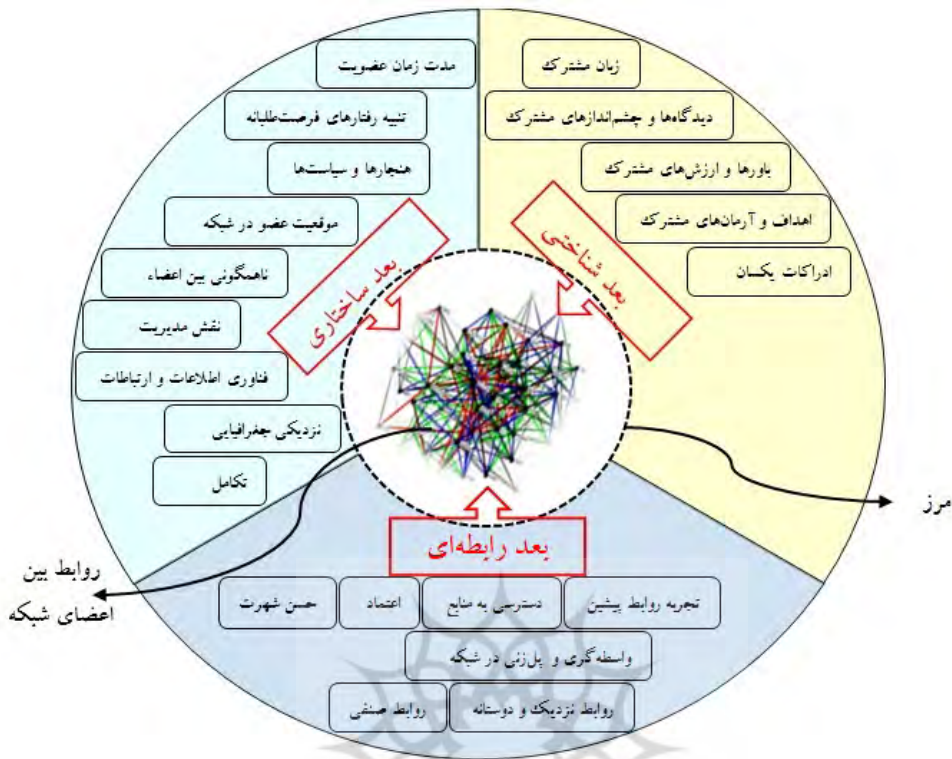 زبان مشترک
دیدگاه‌ها و چشم‌اندازهای مشترک
باورها و ارزش‌های مشترک
اهداف و آرمان‌های مشترک
ادراکات یکسان
بعد شناختی
مدت زمان عضویت
تنبیه رفتارهای فرصت‌طلبانه
هنجارها و سیاست‌ها
موقعیت عضو در شبکه
ناهمگونی بین اعضاء
نقش مدیریت
فناوری اطلاعات و ارتباطات
نزدیکی جغرافیایی
تکامل
بعد ساختاری
مرز
روابط بین
اعضای شبکه
بعد رابطه‌ای
تجربه روابط پیشین
دسترسی به منابع
اعتماد
حسن شهرت
واسطه‌گری و پل‌زنی در شبکه
روابط نزدیک و دوستانه
روابط صنفی